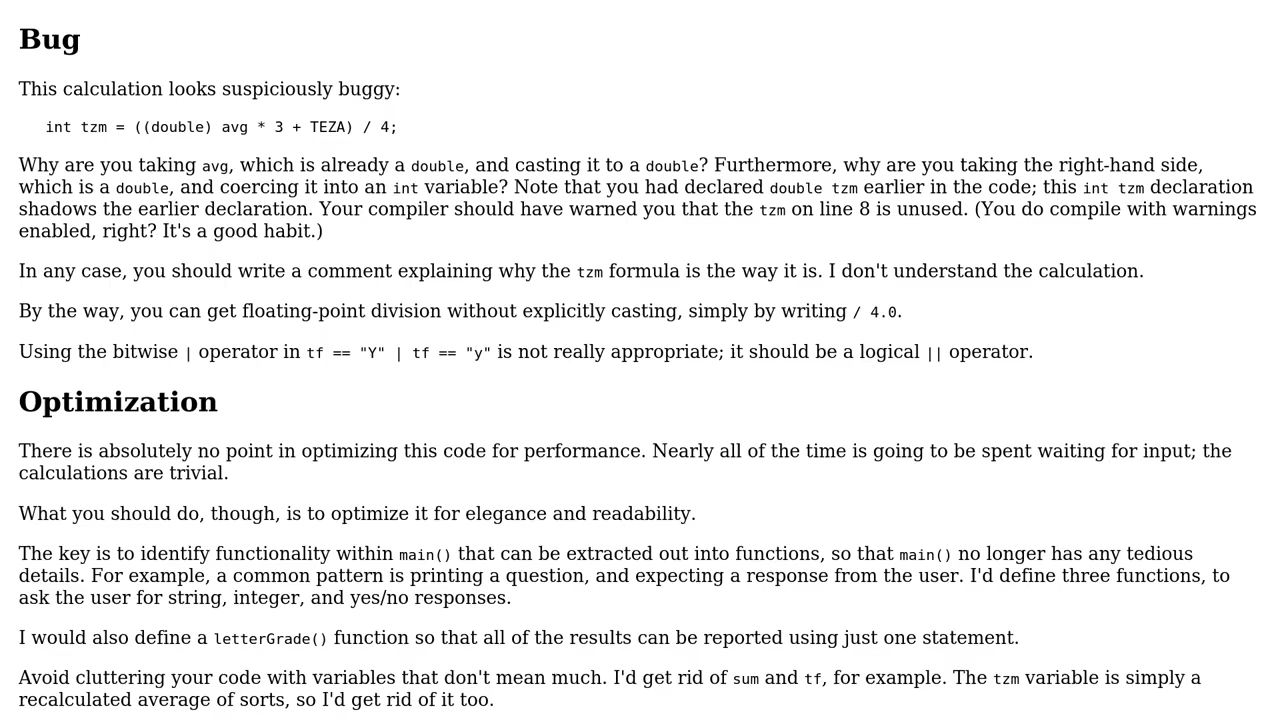 Bug
This calculation looks suspiciously buggy:
int tzm = ((double) avg * 3 + TEZA) / 4;
Why are you taking avg, which is already a double, and casting it to a double? Furthermore, why are you taking the right-hand side,
which is a double, and coercing it into an int variable? Note that you had declared double tzm earlier in the code; this int tzm declaration
shadows the earlier declaration. Your compiler should have warned you that the tzm on line 8 is unused. (You do compile with warnings
enabled, right? It's a good habit.)
In any case, you should write a comment explaining why the tzm formula is the way it is. I don't understand the calculation.
By the way, you can get floating-point division without explicitly casting, simply by writing / 4.0.
Using the bitwise | operator in tf == "Y" | tf == "y" is not really appropriate; it should be a logical || operator.
Optimization
There is absolutely no point in optimizing this code for performance. Nearly all of the time is going to be spent waiting for input; the
calculations are trivial.
What you should do, though, is to optimize it for elegance and readability.
The key is to identify functionality within main() that can be extracted out into functions, so that main() no longer has any tedious
details. For example, a common pattern is printing a question, and expecting a response from the user. I'd define three functions, to
ask the user for string, integer, and yes/no responses.
I would also define a letterGrade() function so that all of the results can be reported using just one statement.
Avoid cluttering your code with variables that don't mean much. I'd get rid of sum and tf, for example. The tzm variable is simply a
recalculated average of sorts, so I'd get rid of it too.